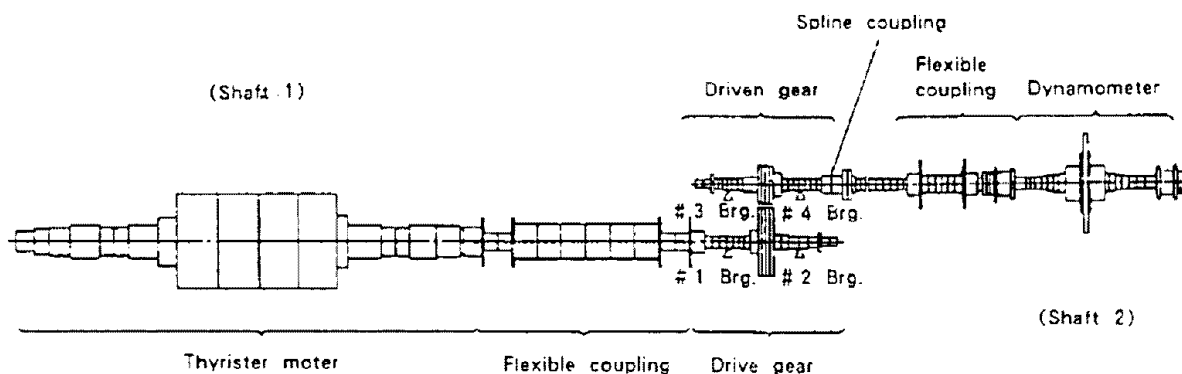 Spline coupling
(Shaft 1)
Flexible
coupling
Driven gear
Dynamometer
#3 Brg.
#4 Brg.
#1 Brg.
#2 Brg.
(Shaft 2)
Thyrister moter
Flexible coupling
Drive gear